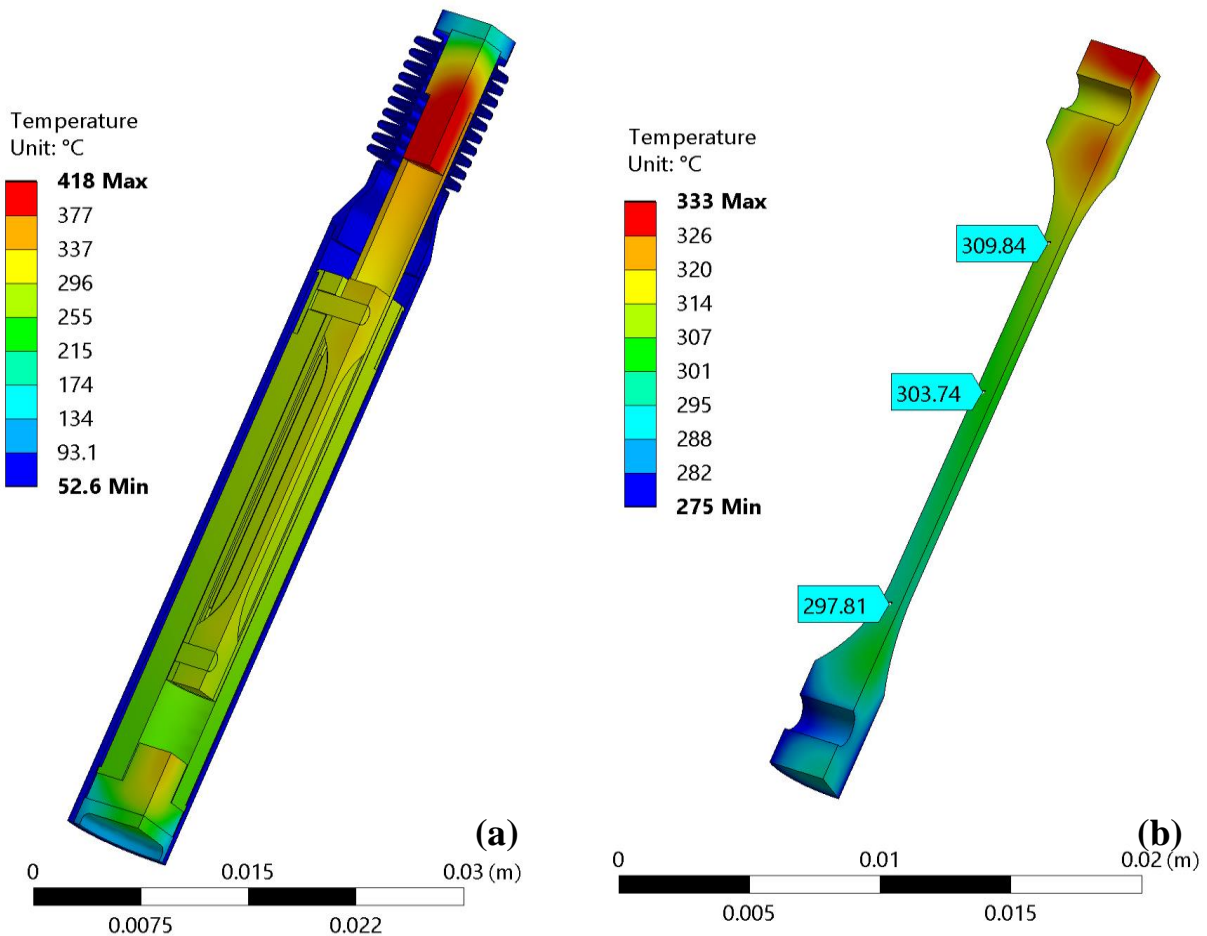 Temperature
Unit: °C
418 Max
377
337
296
255
215
174
134
93.1
52.6 Min
(a)
0
0.015
0.03 (m)
0.0075
0.022
Temperature
Unit: °C
333 Max
326
320
314
307
301
295
288
282
275 Min
309.84
303.74
297.81
(b)
0
0.01
0.02 (m)
0.005
0.015